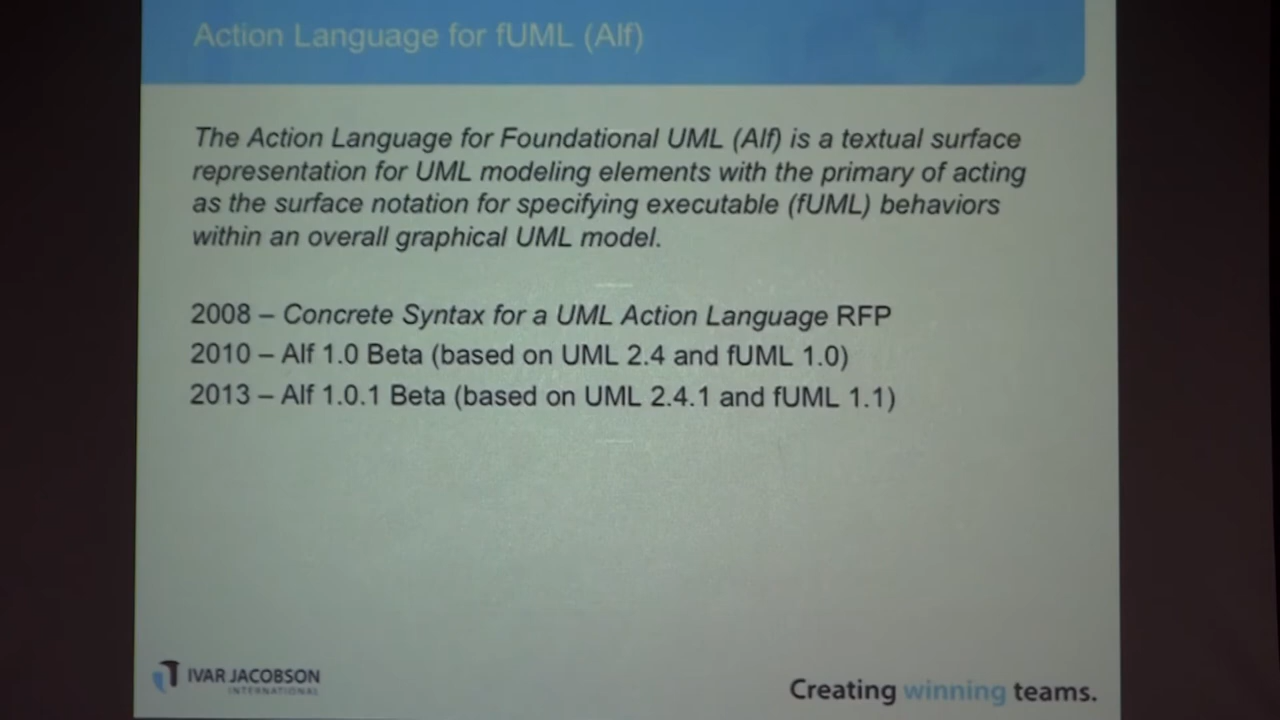 Action Language for fUML (Alf)
The Action Language for Foundational UML (Alf) is a textual surface
representation for UML modeling elements with the primary of acting
as the surface notation for specifying executable (fUML) behaviors
within an overall graphical UML model.
2008 – Concrete Syntax for a UML Action Language RFP
2010 – Alf 1.0 Beta (based on UML 2.4 and fUML 1.0)
2013 – Alf 1.0.1 Beta (based on UML 2.4.1 and fUML 1.1)
IVAR JACOBSON
INTERNATIONAL
Creating winning teams.